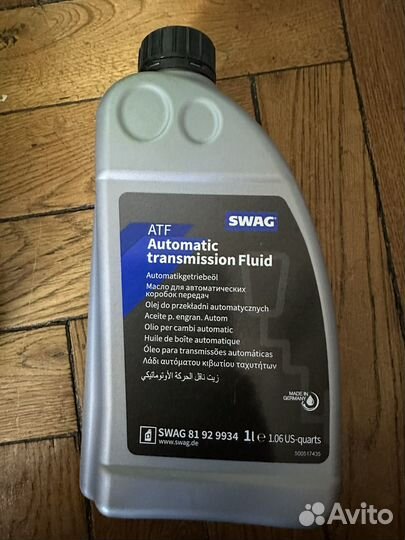 SWAG
ATF
Automatic
transmission Fluid
Automatikgetriebeöl
Масло для автоматических
коробок передач
Olej do przekładni automatycznych
Aceite p. engran. Autom
Olio per cambi automatic
Huile de boîte automatique
Óleo para transmissões automáticas
Λάδι αυτόματου κιβωτίου ταχυτήτων
زيت ناقل الحركة الأوتوماتيكي
MADE IN
GERMANY
SWAG 81 92 9934 1l e 1.06 US-quarts
www.swag.de
500517435
Avito